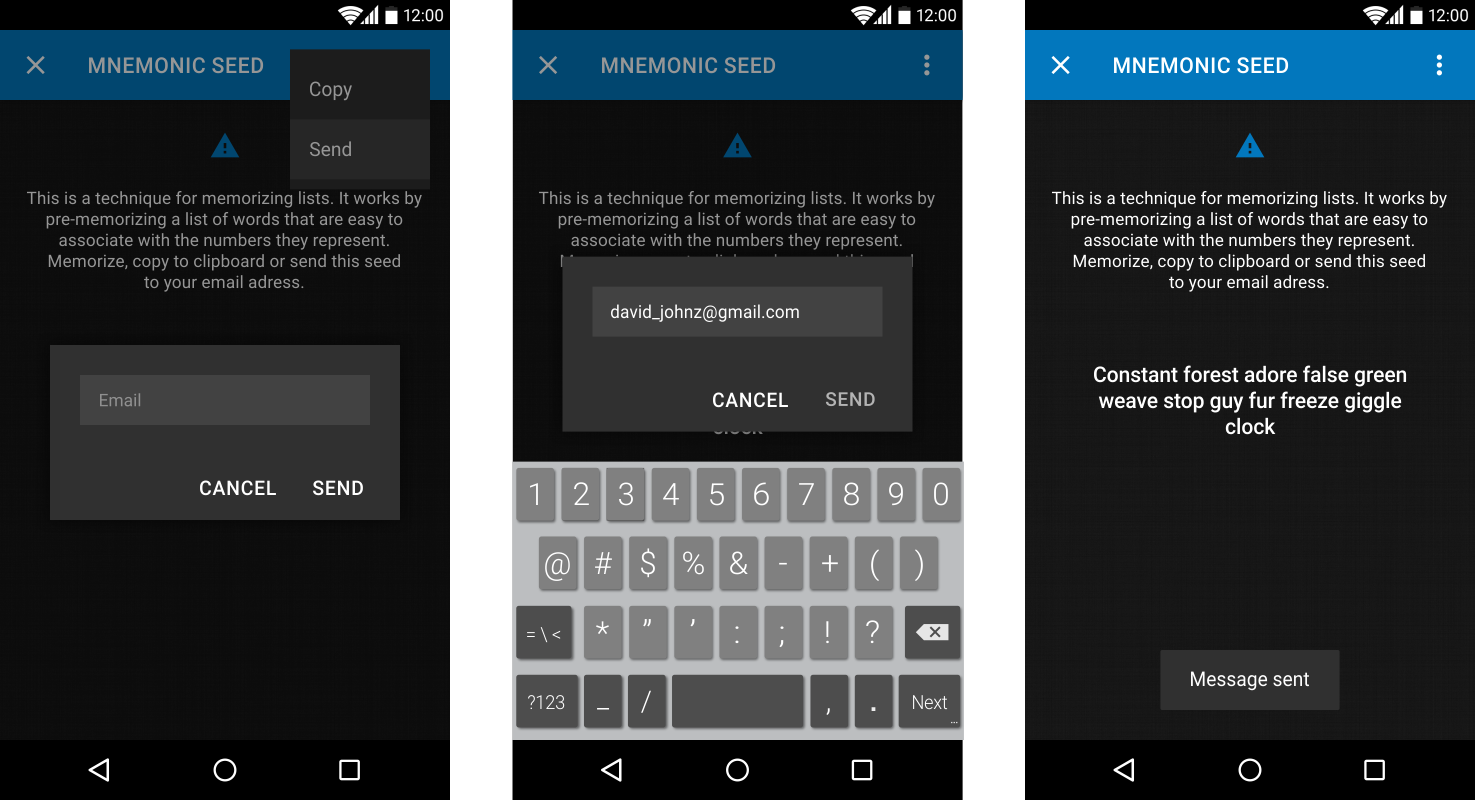 12:00
MNEMONIC SEED
Copy
Send
This is a technique for memorizing lists. It works by
pre-memorizing a list of words that are easy to
associate with the numbers they represent.
Memorize, copy to clipboard or send this seed
to your email adress.
Email
CANCEL SEND
12:00
MNEMONIC SEED
This is a technique for memorizing lists. It works by
pre-memorizing a list of words that are easy to
associate with the numbers they represent.
david_johnz@gmail.com
CANCEL SEND
1 2 3 4 5 6 7 8 9 0
@ # $ % & - + ( )
= \ < * ” ’ : ; ! ?
?123 _ / , . Next ...
12:00
MNEMONIC SEED
This is a technique for memorizing lists. It works by
pre-memorizing a list of words that are easy to
associate with the numbers they represent.
Memorize, copy to clipboard or send this seed
to your email adress.
Constant forest adore false green
weave stop guy fur freeze giggle
clock
Message sent